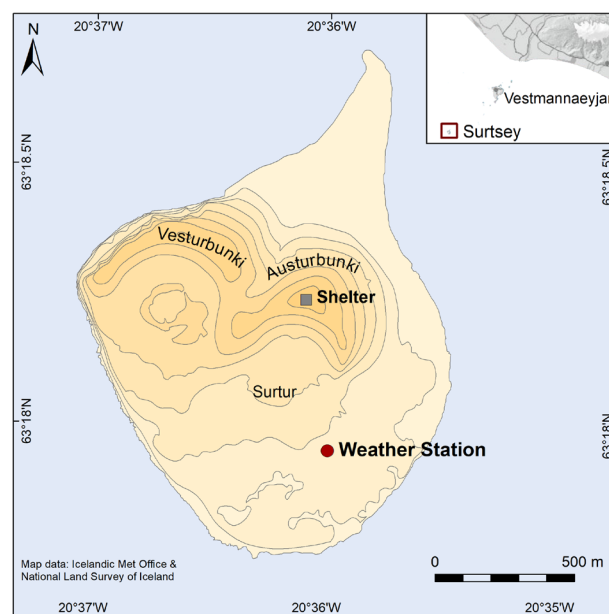 20°37'W
20°36'W
N
Vestmannaeyjar
Surtsey
63°18.5'N
63°18.5'N
Vesturbunki
Austurbunki
Shelter
Surtur
63°18'N
63°18'N
Weather Station
Map data: Icelandic Met Office &
National Land Survey of Iceland
0
500 m
20°37'W
20°36'W
20°35'W